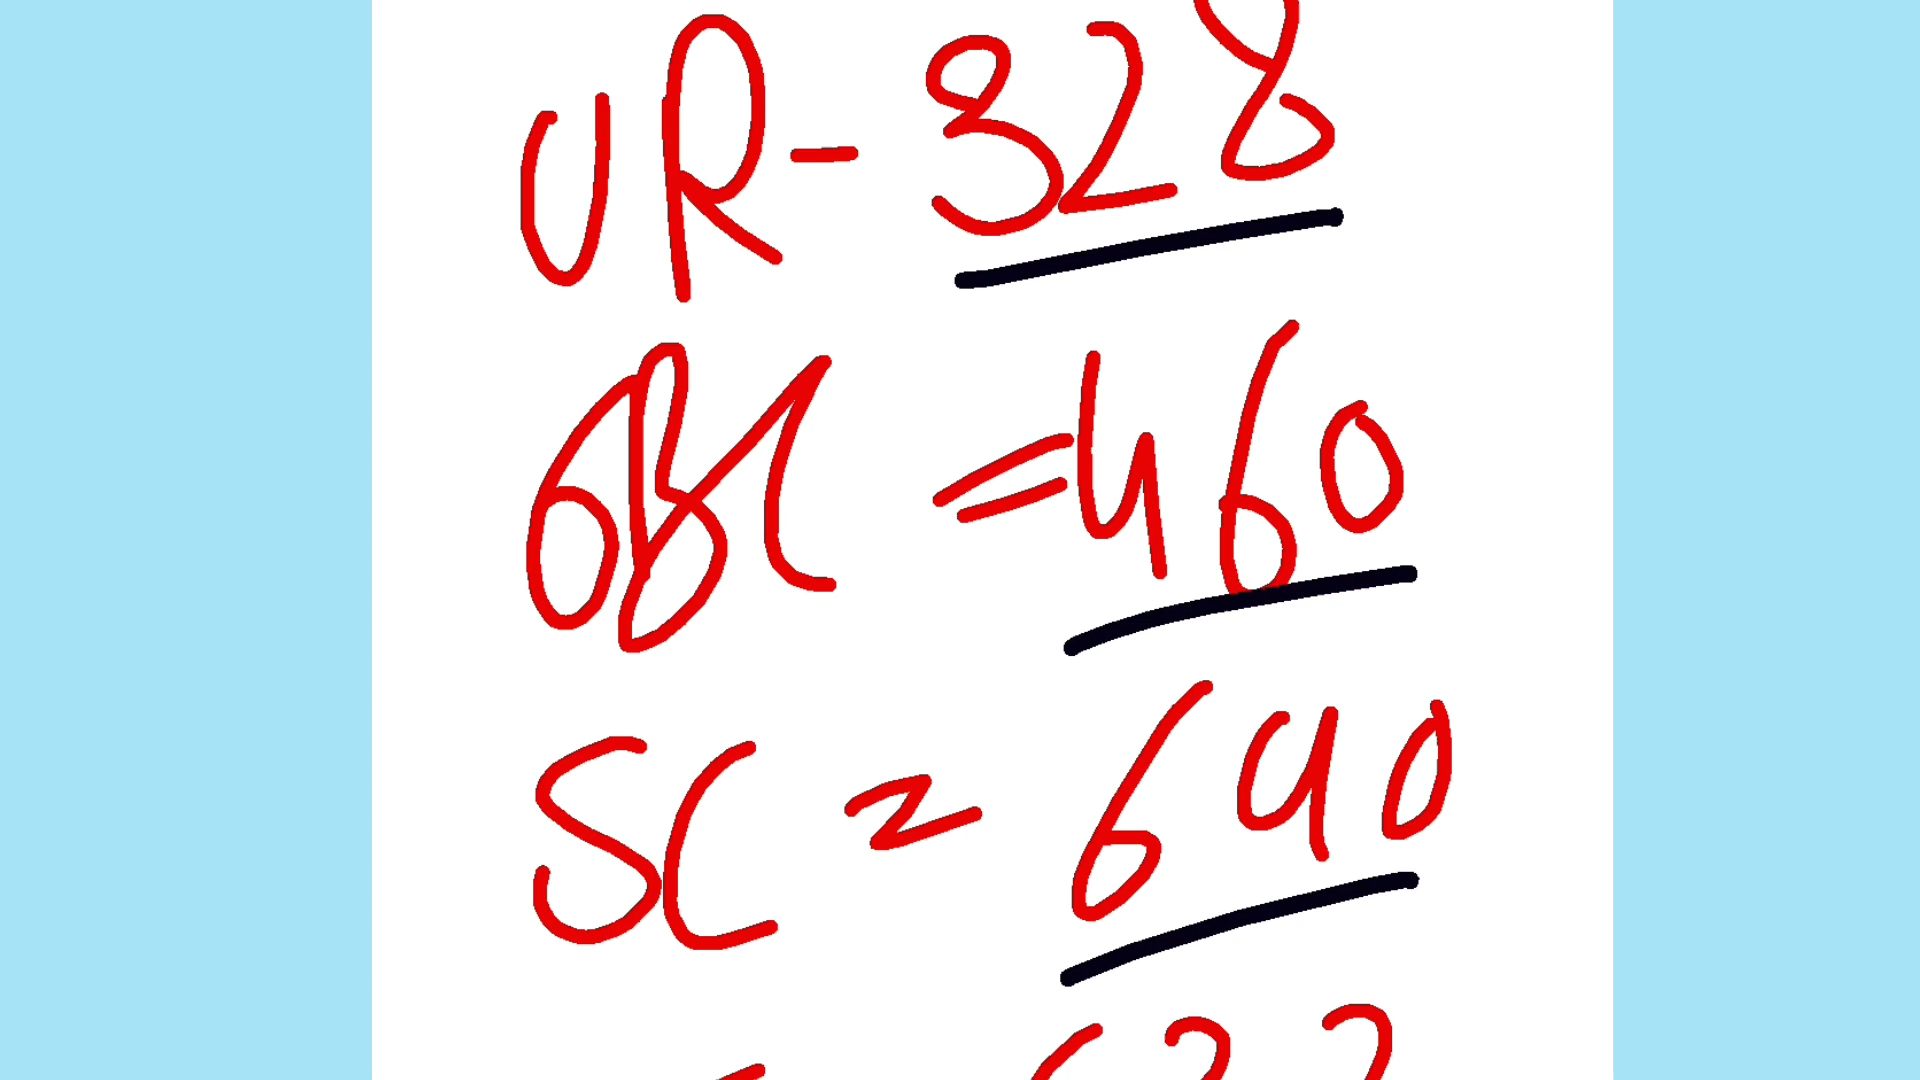 UR - 328
OBC = 460
SC = 640